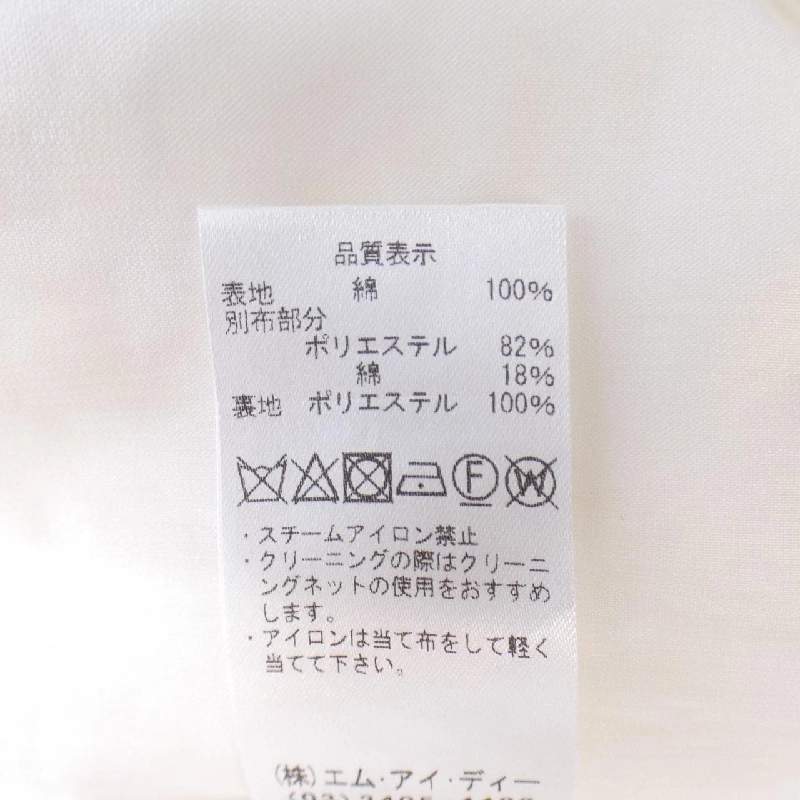 品質表示
表地 綿 100%
別布部分
ポリエステル 82%
綿 18%
裏地 ポリエステル 100%
F
W
・スチームアイロン禁止
・クリーニングの際はクリーニ
ングネットの使用をおすすめ
します。
・アイロンは当て布をして軽く
当てて下さい。
(株)エム・アイ・ディー